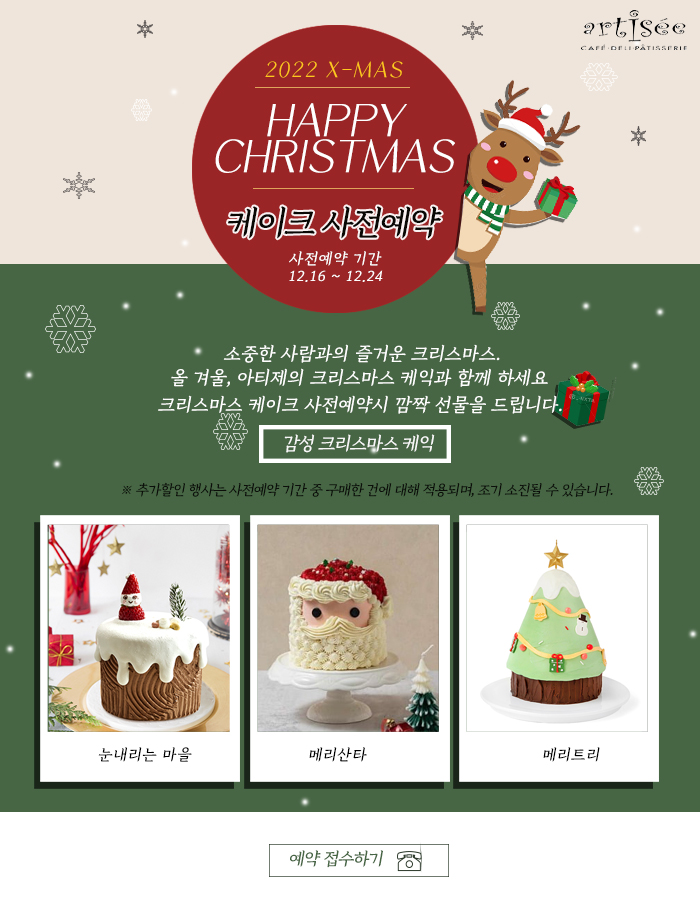 artisée
CAFÉ·DELI·PÂTISSERIE
2022 X-MAS
HAPPY
CHRISTMAS
케이크 사전예약
사전예약 기간
12.16 ~ 12.24
소중한 사람과의 즐거운 크리스마스.
올 겨울, 아티제의 크리스마스 케익과 함께 하세요
크리스마스 케이크 사전예약시 깜짝 선물을 드립니다.
감성 크리스마스 케익
※ 추가할인 행사는 사전예약 기간 중 구매한 건에 대해 적용되며, 조기 소진될 수 있습니다.
눈내리는 마을
메리산타
메리트리
예약 접수하기